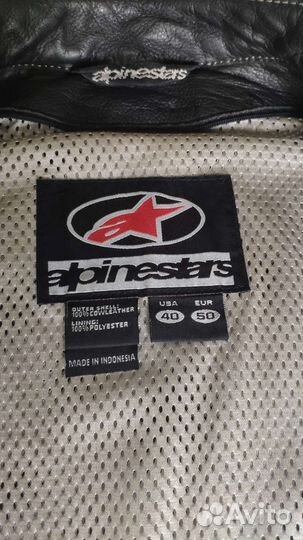 alpinestars
alpinestars
OUTER SHELL:
100% COWLEATHER
LINING:
100% POLYESTER
MADE IN INDONESIA
USA
40
EUR
50
Avito